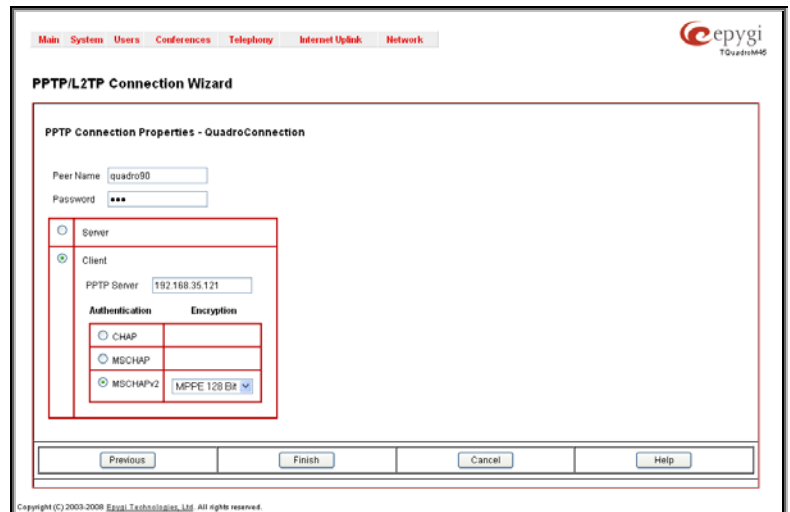 Main System Users Conferences Telephony Internet Uplink Network
epygi
TQuadroM46
PPTP/L2TP Connection Wizard
PPTP Connection Properties - QuadroConnection
Peer Name quadro90
Password •••
Server
Client
PPTP Server 192.168.35.121
Authentication Encryption
CHAP
MSCHAP
MSCHAPv2 MPPE 128 Bit
Previous Finish Cancel Help
Copyright (C) 2003-2008 Epygi Technologies, Ltd. All rights reserved.